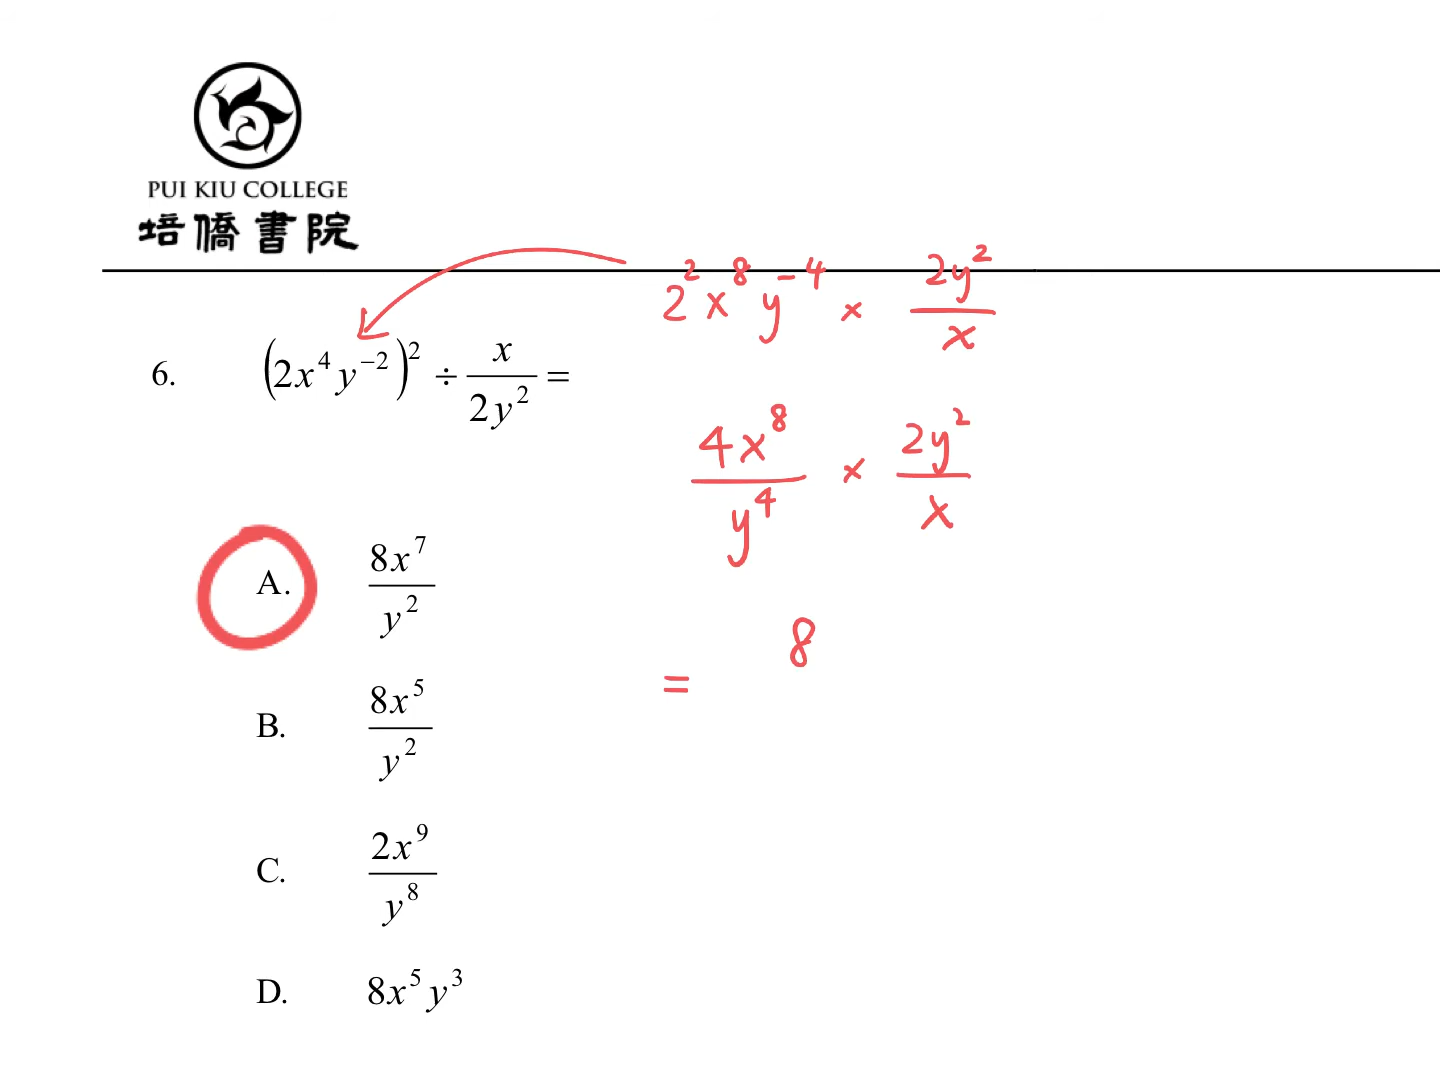 PUI KIU COLLEGE
培僑書院
2²x⁸y⁻⁴ × 2y²/x
6. (2x⁴y⁻²)² ÷ x/2y² =
4x⁸/y⁴ × 2y²/x
A. 8x⁷/y²
= 8
B. 8x⁵/y²
C. 2x⁹/y⁸
D. 8x⁵y³